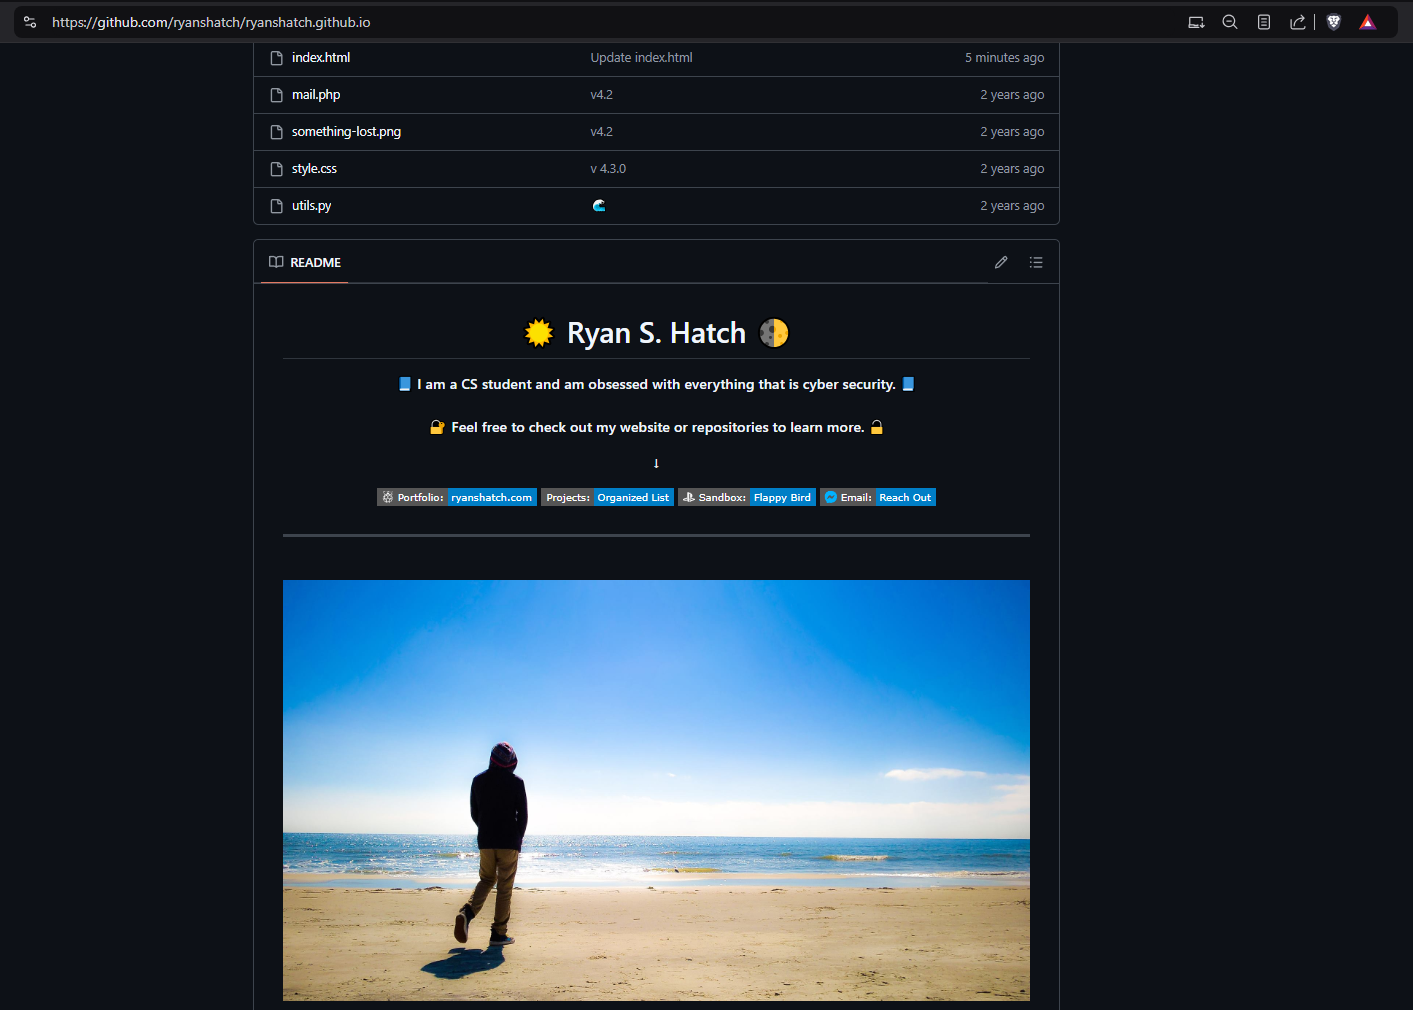 https://github.com/ryanshatch/ryanshatch.github.io
index.html Update index.html 5 minutes ago
mail.php v4.2 2 years ago
something-lost.png v4.2 2 years ago
style.css v 4.3.0 2 years ago
utils.py 🌊 2 years ago
README
☀️ Ryan S. Hatch 🌓
📘 I am a CS student and am obsessed with everything that is cyber security. 📘
🔐 Feel free to check out my website or repositories to learn more. 🔓
↓
Portfolio: ryanshatch.com Projects: Organized List Sandbox: Flappy Bird Email: Reach Out